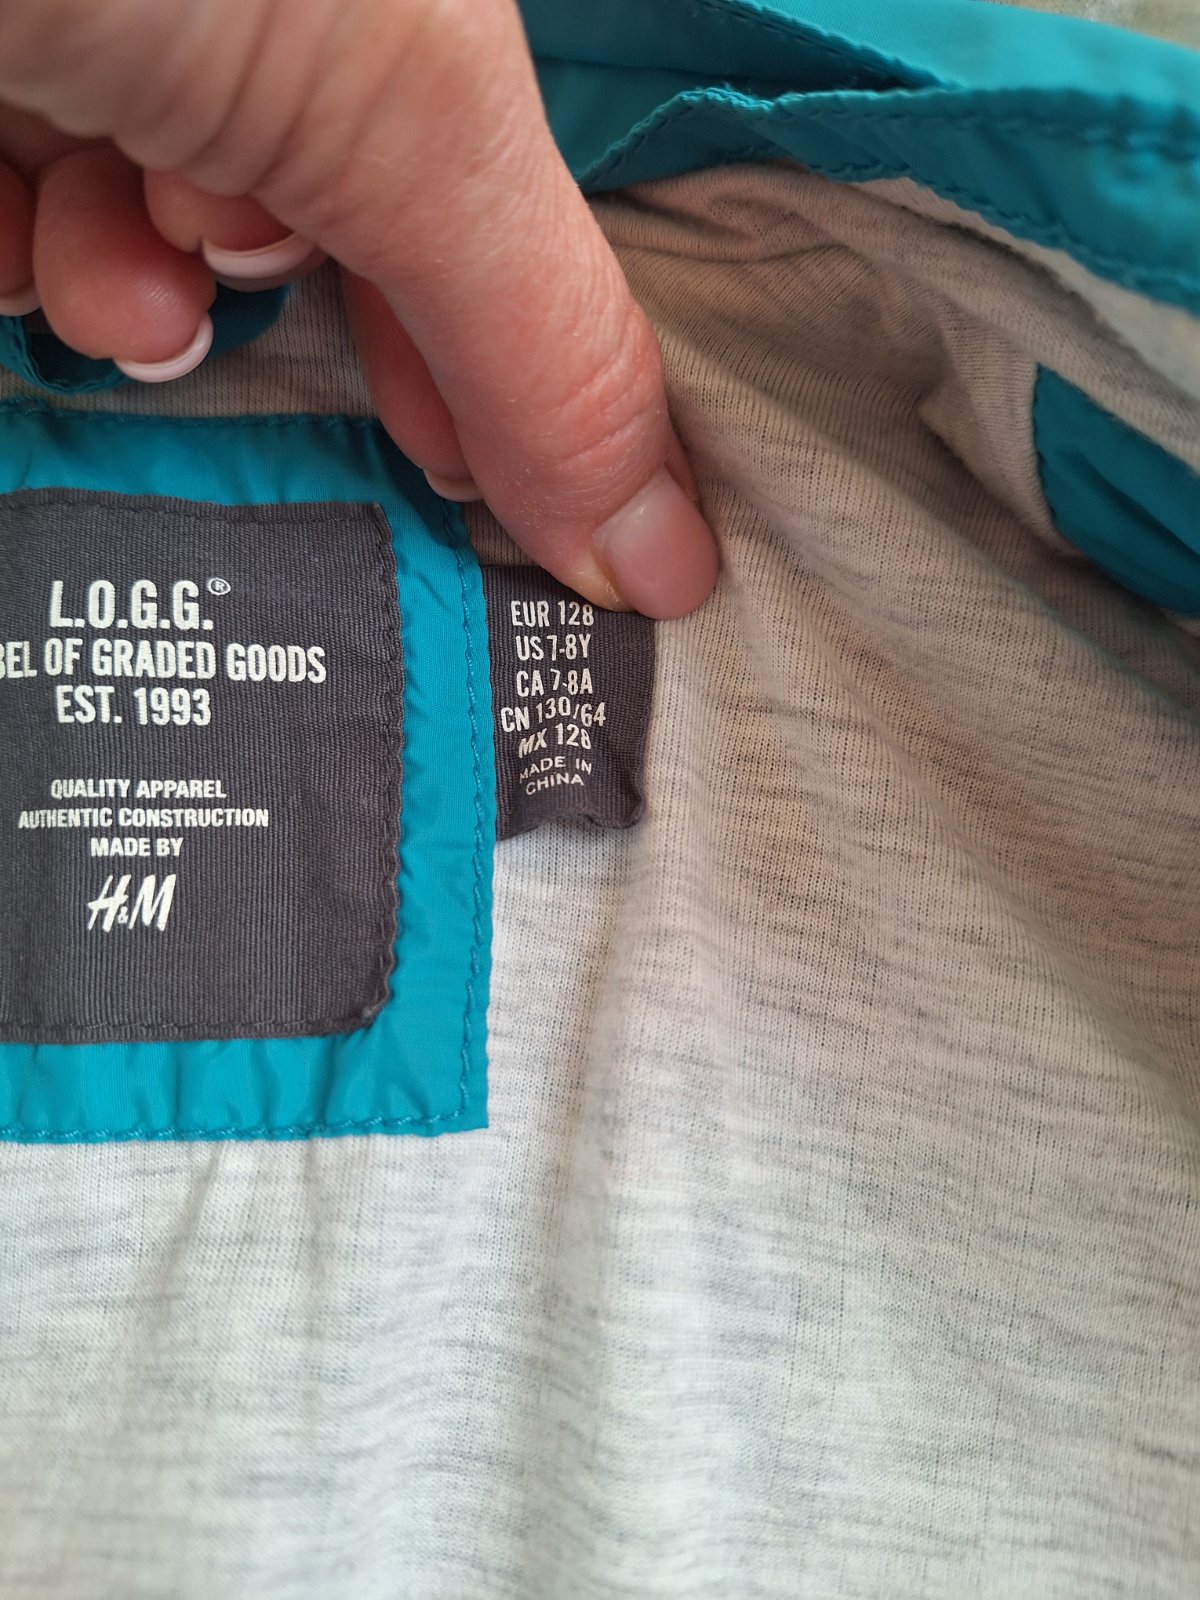 L.O.G.G.®
BEL OF GRADED GOODS
EST. 1993
QUALITY APPAREL
AUTHENTIC CONSTRUCTION
MADE BY
H&M
EUR 128
US 7-8Y
CA 7-8A
CN 130/64
MX 128
MADE IN
CHINA